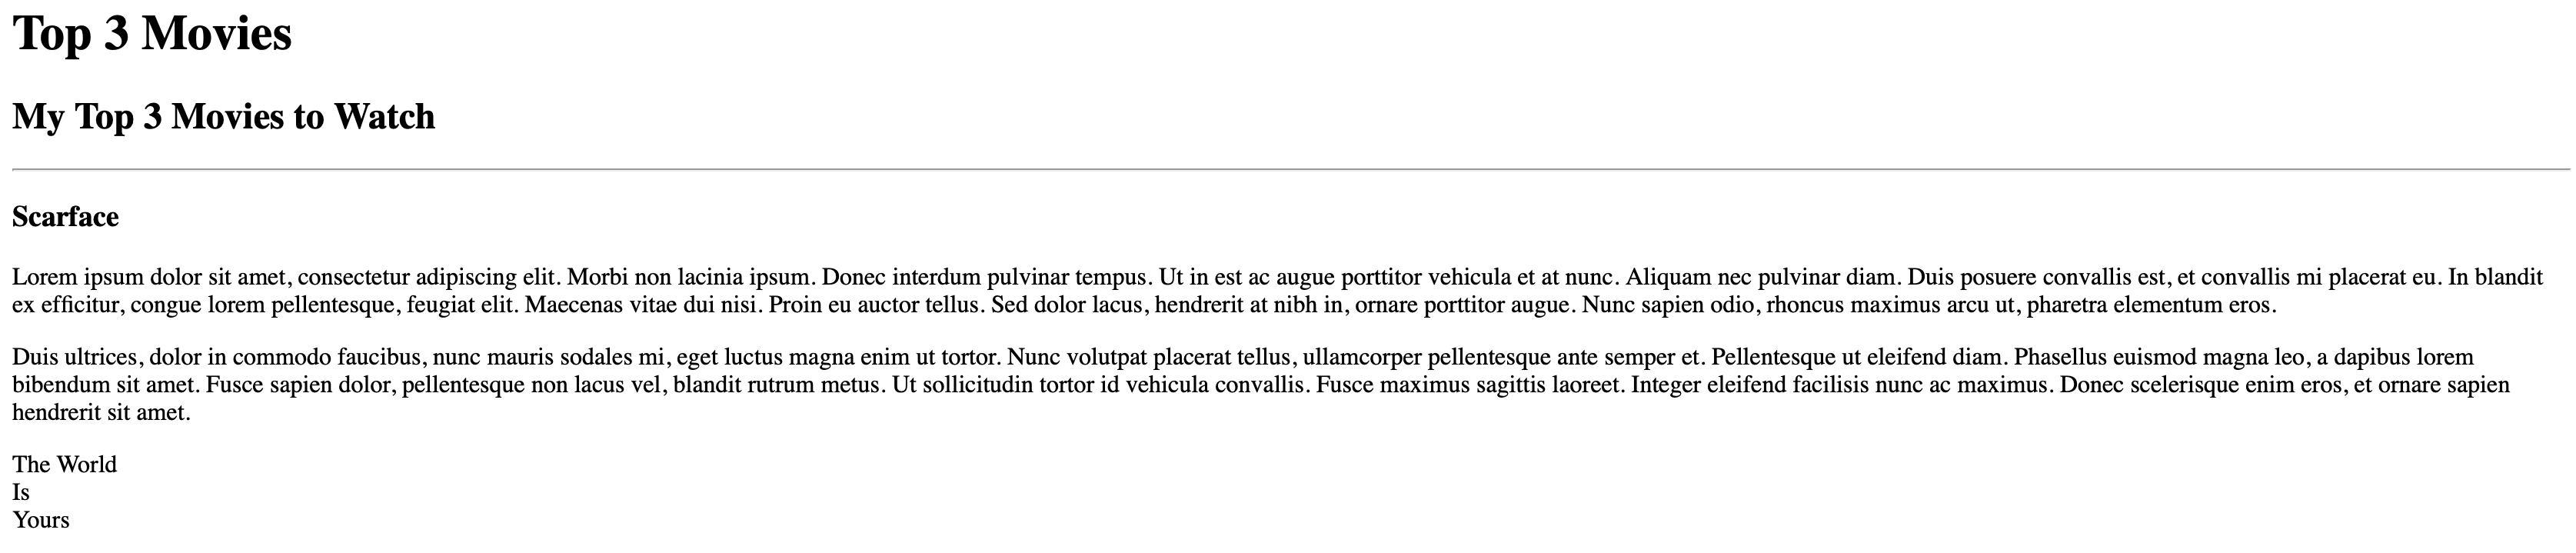 Top 3 Movies
My Top 3 Movies to Watch
Scarface
Lorem ipsum dolor sit amet, consectetur adipiscing elit. Morbi non lacinia ipsum. Donec interdum pulvinar tempus. Ut in est ac augue porttitor vehicula et at nunc. Aliquam nec pulvinar diam. Duis posuere convallis est, et convallis mi placerat eu. In blandit
ex efficitur, congue lorem pellentesque, feugiat elit. Maecenas vitae dui nisi. Proin eu auctor tellus. Sed dolor lacus, hendrerit at nibh in, ornare porttitor augue. Nunc sapien odio, rhoncus maximus arcu ut, pharetra elementum eros.
Duis ultrices, dolor in commodo faucibus, nunc mauris sodales mi, eget luctus magna enim ut tortor. Nunc volutpat placerat tellus, ullamcorper pellentesque ante semper et. Pellentesque ut eleifend diam. Phasellus euismod magna leo, a dapibus lorem
bibendum sit amet. Fusce sapien dolor, pellentesque non lacus vel, blandit rutrum metus. Ut sollicitudin tortor id vehicula convallis. Fusce maximus sagittis laoreet. Integer eleifend facilisis nunc ac maximus. Donec scelerisque enim eros, et ornare sapien
hendrerit sit amet.
The World
Is
Yours